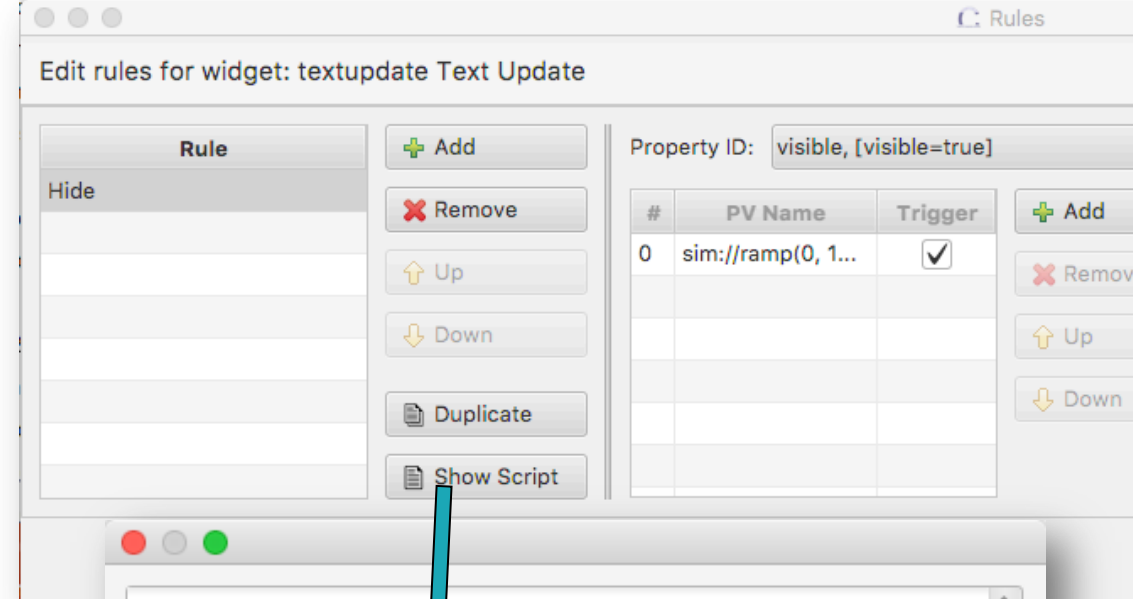 Rules
Edit rules for widget: textupdate Text Update
Rule
Hide
Add
Remove
Up
Down
Duplicate
Show Script
Property ID: visible, [visible=true]
# PV Name Trigger
0 sim://ramp(0, 1...
Add
Remov
Up
Down